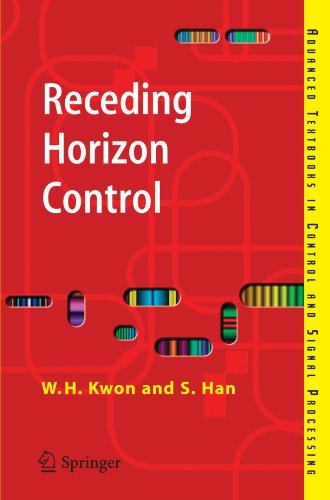 Receding
Horizon
Control
W.H. Kwon and S. Han
Springer
Advanced Textbooks in Control and Signal Processing